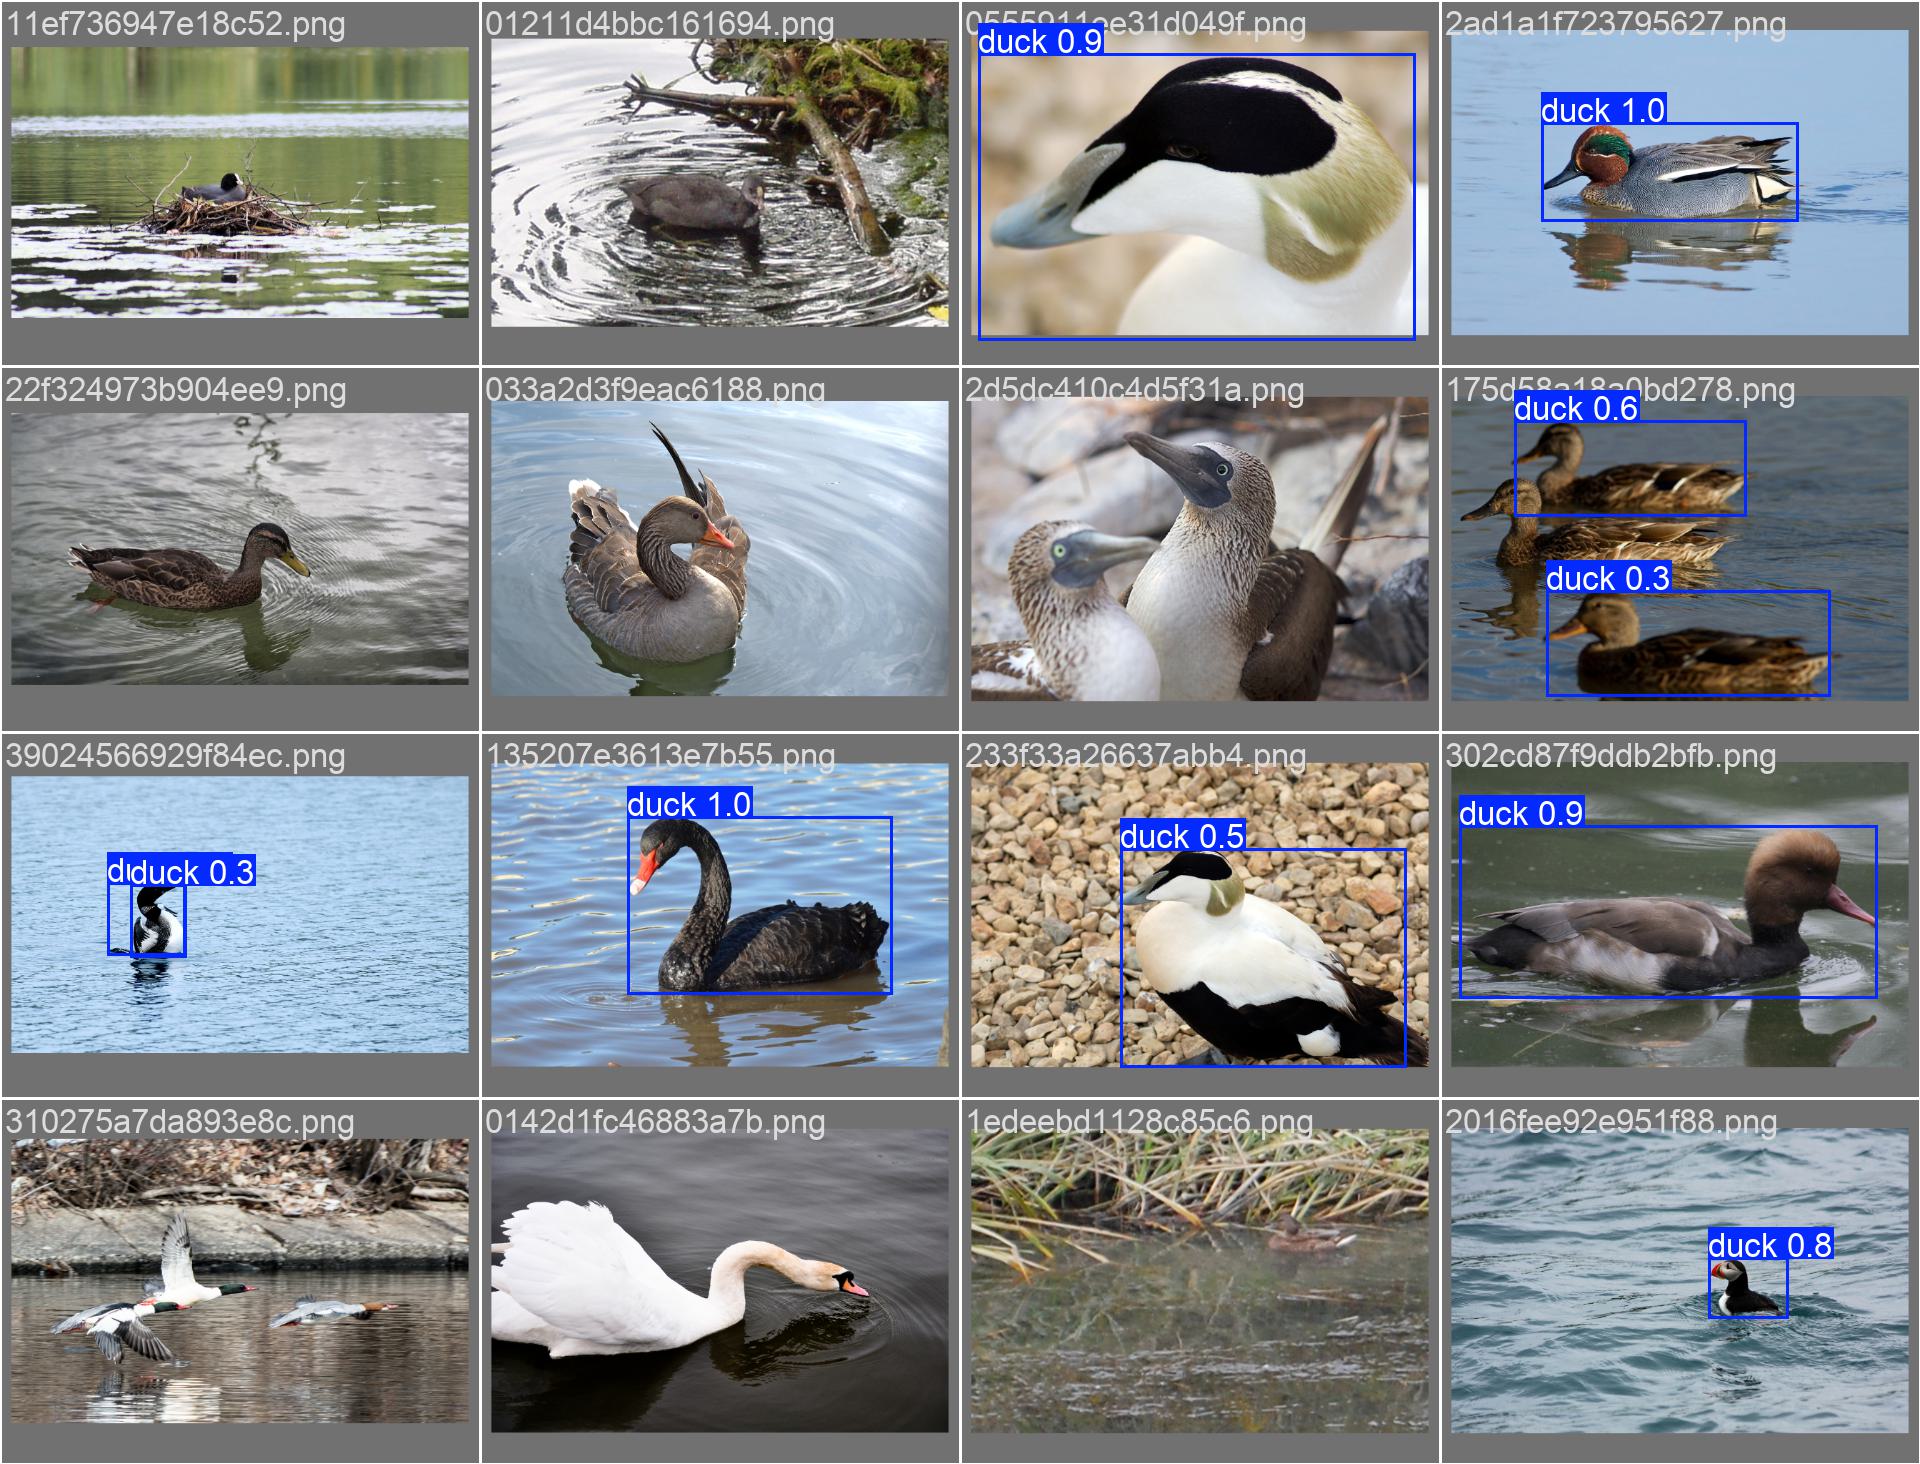 11ef736947e18c52.png
01211d4bbc161694.png
duck 0.9
2ad1a1f723795627.png
duck 1.0
22f324973b904ee9.png
033a2d3f9eac6188.png
2d5dc410c4d5f31a.png
175d58a18a0bd278.png
duck 0.6
duck 0.3
39024566929f84ec.png
duck 0.3
135207e3613e7b55.png
duck 1.0
233f33a26637abb4.png
duck 0.5
302cd87f9ddb2bfb.png
duck 0.9
310275a7da893e8c.png
0142d1fc46883a7b.png
1edeebd1128c85c6.png
2016fee92e951f88.png
duck 0.8